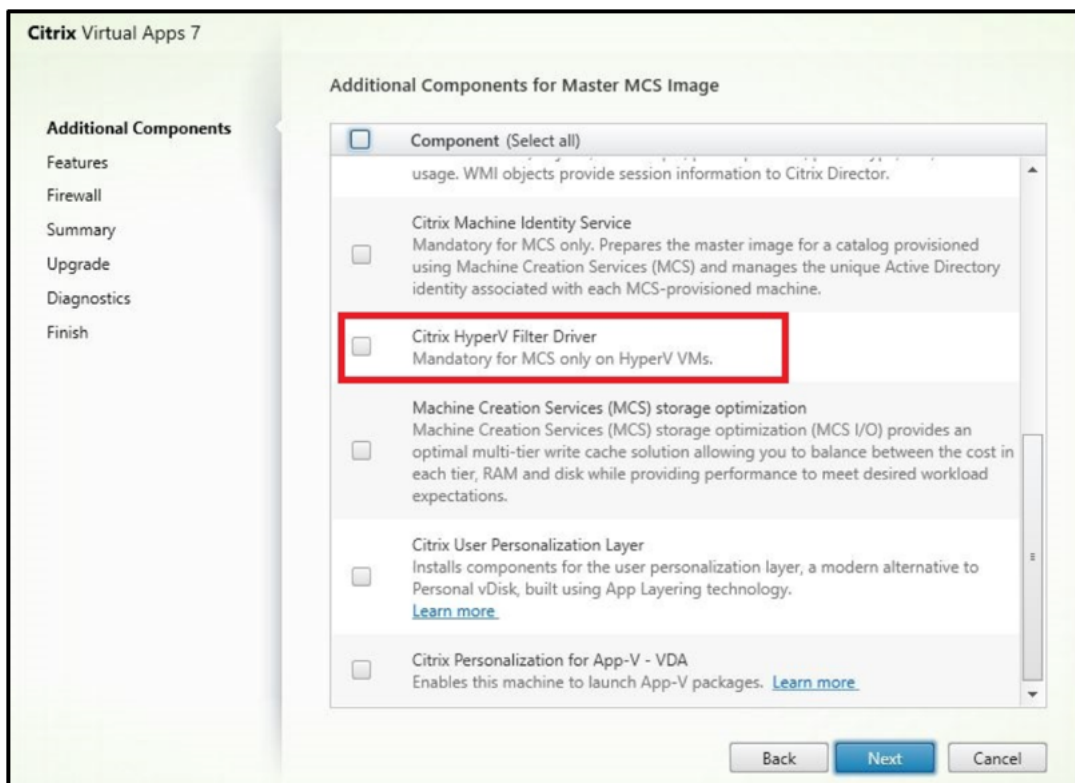 Citrix Virtual Apps 7
Additional Components
Features
Firewall
Summary
Upgrade
Diagnostics
Finish
Additional Components for Master MCS Image
Component (Select all)
usage. WMI objects provide session information to Citrix Director.
Citrix Machine Identity Service
Mandatory for MCS only. Prepares the master image for a catalog provisioned
using Machine Creation Services (MCS) and manages the unique Active Directory
identity associated with each MCS-provisioned machine.
Citrix HyperV Filter Driver
Mandatory for MCS only on HyperV VMs.
Machine Creation Services (MCS) storage optimization
Machine Creation Services (MCS) storage optimization (MCS I/O) provides an
optimal multi-tier write cache solution allowing you to balance between the cost in
each tier, RAM and disk while providing performance to meet desired workload
expectations.
Citrix User Personalization Layer
Installs components for the user personalization layer, a modern alternative to
Personal vDisk, built using App Layering technology.
Learn more
Citrix Personalization for App-V - VDA
Enables this machine to launch App-V packages. Learn more
Back
Next
Cancel